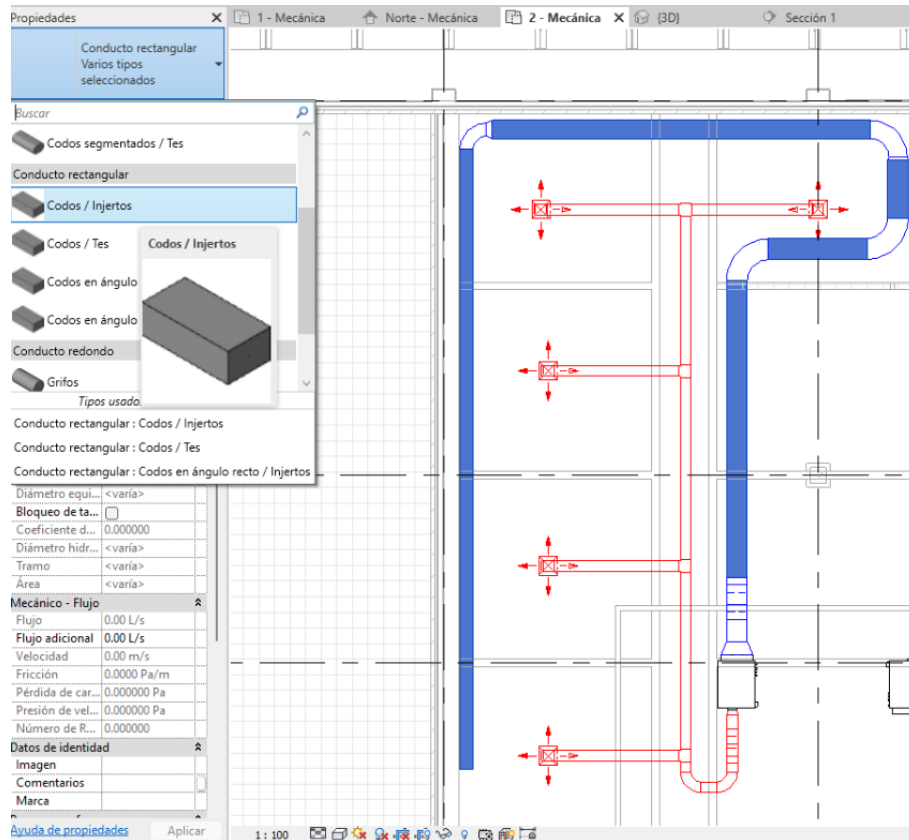 Propiedades
1 - Mecánica
Norte - Mecánica
2 - Mecánica
{3D}
Sección 1
Conducto rectangular
Varios tipos
seleccionados
Buscar
Codos segmentados / Tes
Conducto rectangular
Codos / Injertos
Codos / Tes
Codos / Injertos
Codos en ángulo
Codos en ángulo
Conducto redondo
Grifos
Tipos usado
Conducto rectangular : Codos / Injertos
Conducto rectangular : Codos / Tes
Conducto rectangular : Codos en ángulo recto / Injertos
Diámetro equi... <varía>
Bloqueo de ta...
Coeficiente d... 0.000000
Diámetro hidr... <varía>
Tramo <varía>
Área <varía>
Mecánico - Flujo
Flujo 0.00 L/s
Flujo adicional 0.00 L/s
Velocidad 0.00 m/s
Fricción 0.0000 Pa/m
Pérdida de car... 0.000000 Pa
Presión de vel... 0.000000 Pa
Número de R... 0.000000
Datos de identidad
Imagen
Comentarios
Marca
Ayuda de propiedades
Aplicar
1 : 100